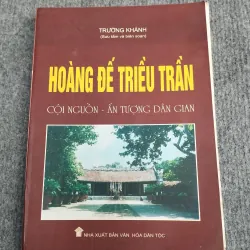 TRƯỜNG KHÁNH
(Sưu tầm và biên soạn)
HOÀNG ĐẾ TRIỀU TRẦN
CỘI NGUỒN - ẤN TƯỢNG DÂN GIAN
NHÀ XUẤT BẢN VĂN HÓA DÂN TỘC